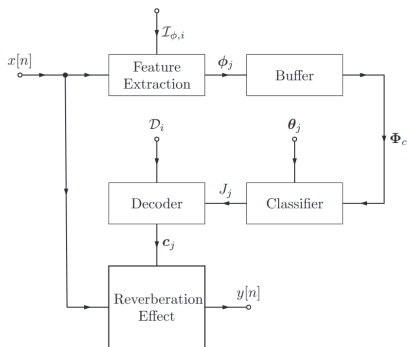 𝓘_{ϕ,i}
x[n]
Feature
Extraction
ϕ_j
Buffer
𝒟_i
θ_j
Φ_c
Decoder
J_j
Classifier
c_j
Reverberation
Effect
y[n]